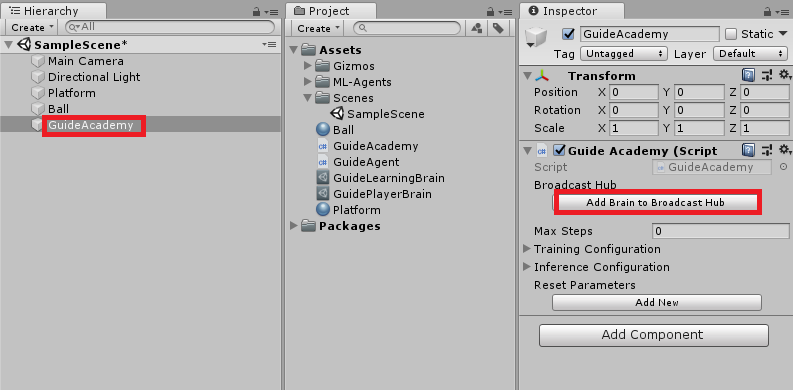 Hierarchy
Create
All
SampleScene*
Main Camera
Directional Light
Platform
Ball
GuideAcademy
Project
Create
Assets
Gizmos
ML-Agents
Scenes
SampleScene
Ball
GuideAcademy
GuideAgent
GuideLearningBrain
GuidePlayerBrain
Platform
Packages
Inspector
GuideAcademy Static
Tag Untagged Layer Default
Transform
Position X 0 Y 0 Z 0
Rotation X 0 Y 0 Z 0
Scale X 1 Y 1 Z 1
Guide Academy (Script
Script GuideAcademy
Broadcast Hub
Add Brain to Broadcast Hub
Max Steps 0
Training Configuration
Inference Configuration
Reset Parameters
Add New
Add Component